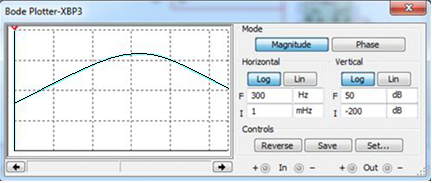 Bode Plotter-XBP3
Mode
Magnitude Phase
Horizontal Vertical
Log Lin Log Lin
F 300 Hz F 50 dB
I 1 mHz I -200 dB
Controls
Reverse Save Set...
+ In − + Out −